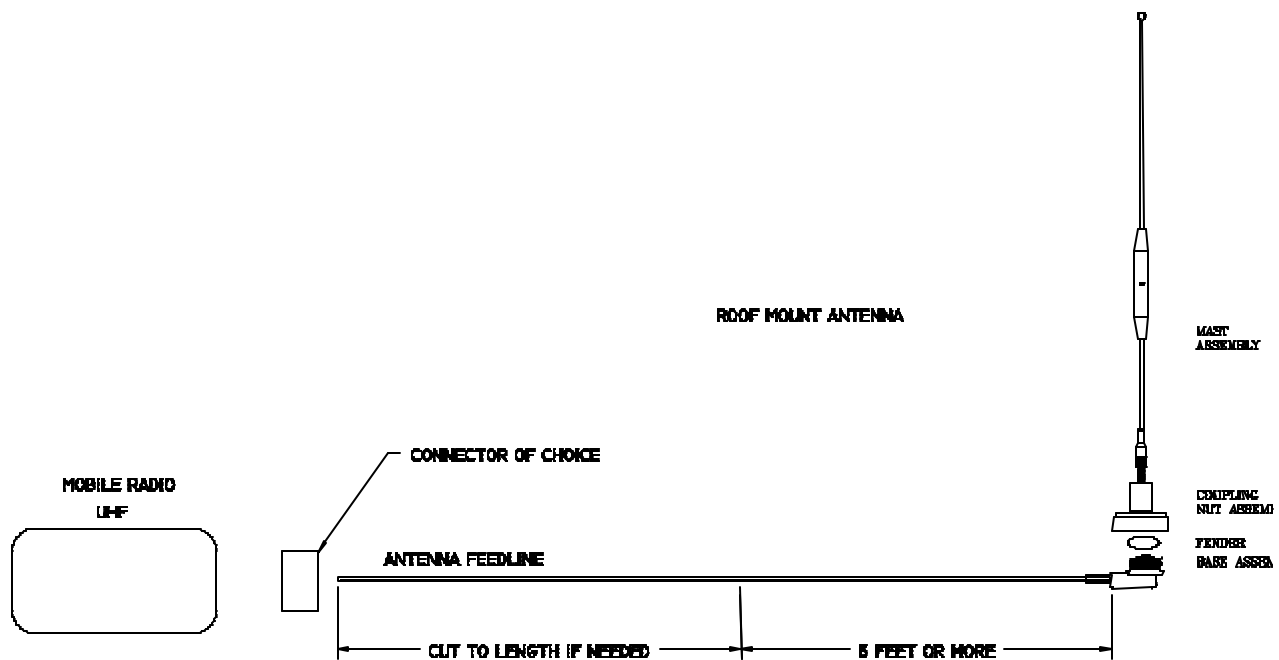 ROOF MOUNT ANTENNA
MAST
ASSEMBLY
CONNECTOR OF CHOICE
MOBILE RADIO
UHF
COUPLING
NUT
FENDER
ANTENNA FEEDLINE
BASE
CUT TO LENGTH IF NEEDED
FEET OR MORE